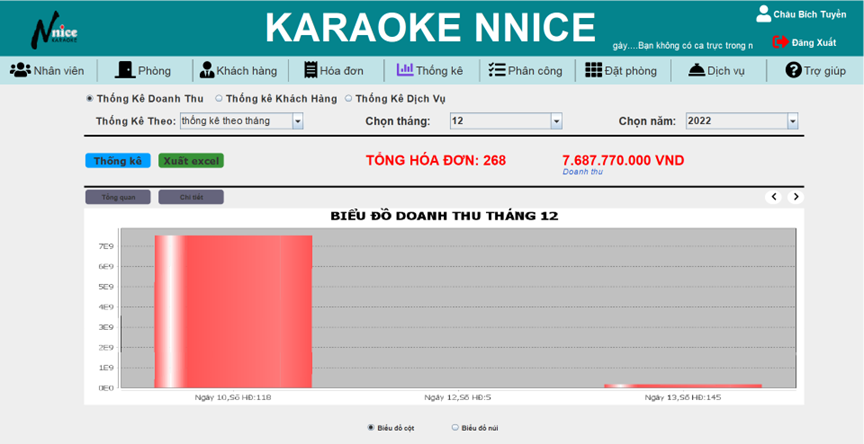 Nnice
KARAOKE
KARAOKE NNICE
Châu Bích Tuyền
gày....Bạn không có ca trực trong n
Đăng Xuất
Nhân viên Phòng Khách hàng Hóa đơn Thống kê Phân công Đặt phòng Dịch vụ Trợ giúp
Thống Kê Doanh Thu Thống kê Khách Hàng Thống Kê Dịch Vụ
Thống Kê Theo: thống kê theo tháng Chọn tháng: 12 Chọn năm: 2022
Thống kê Xuất excel TỔNG HÓA ĐƠN: 268 7.687.770.000 VND
Doanh thu
Tổng quan Chi tiết
BIỂU ĐỒ DOANH THU THÁNG 12
7E9
6E9
5E9
4E9
3E9
2E9
1E9
0E0
Ngày 10,Số HĐ:118 Ngày 12,Số HĐ:5 Ngày 13,Số HĐ:145
Biểu đồ cột Biểu đồ núi